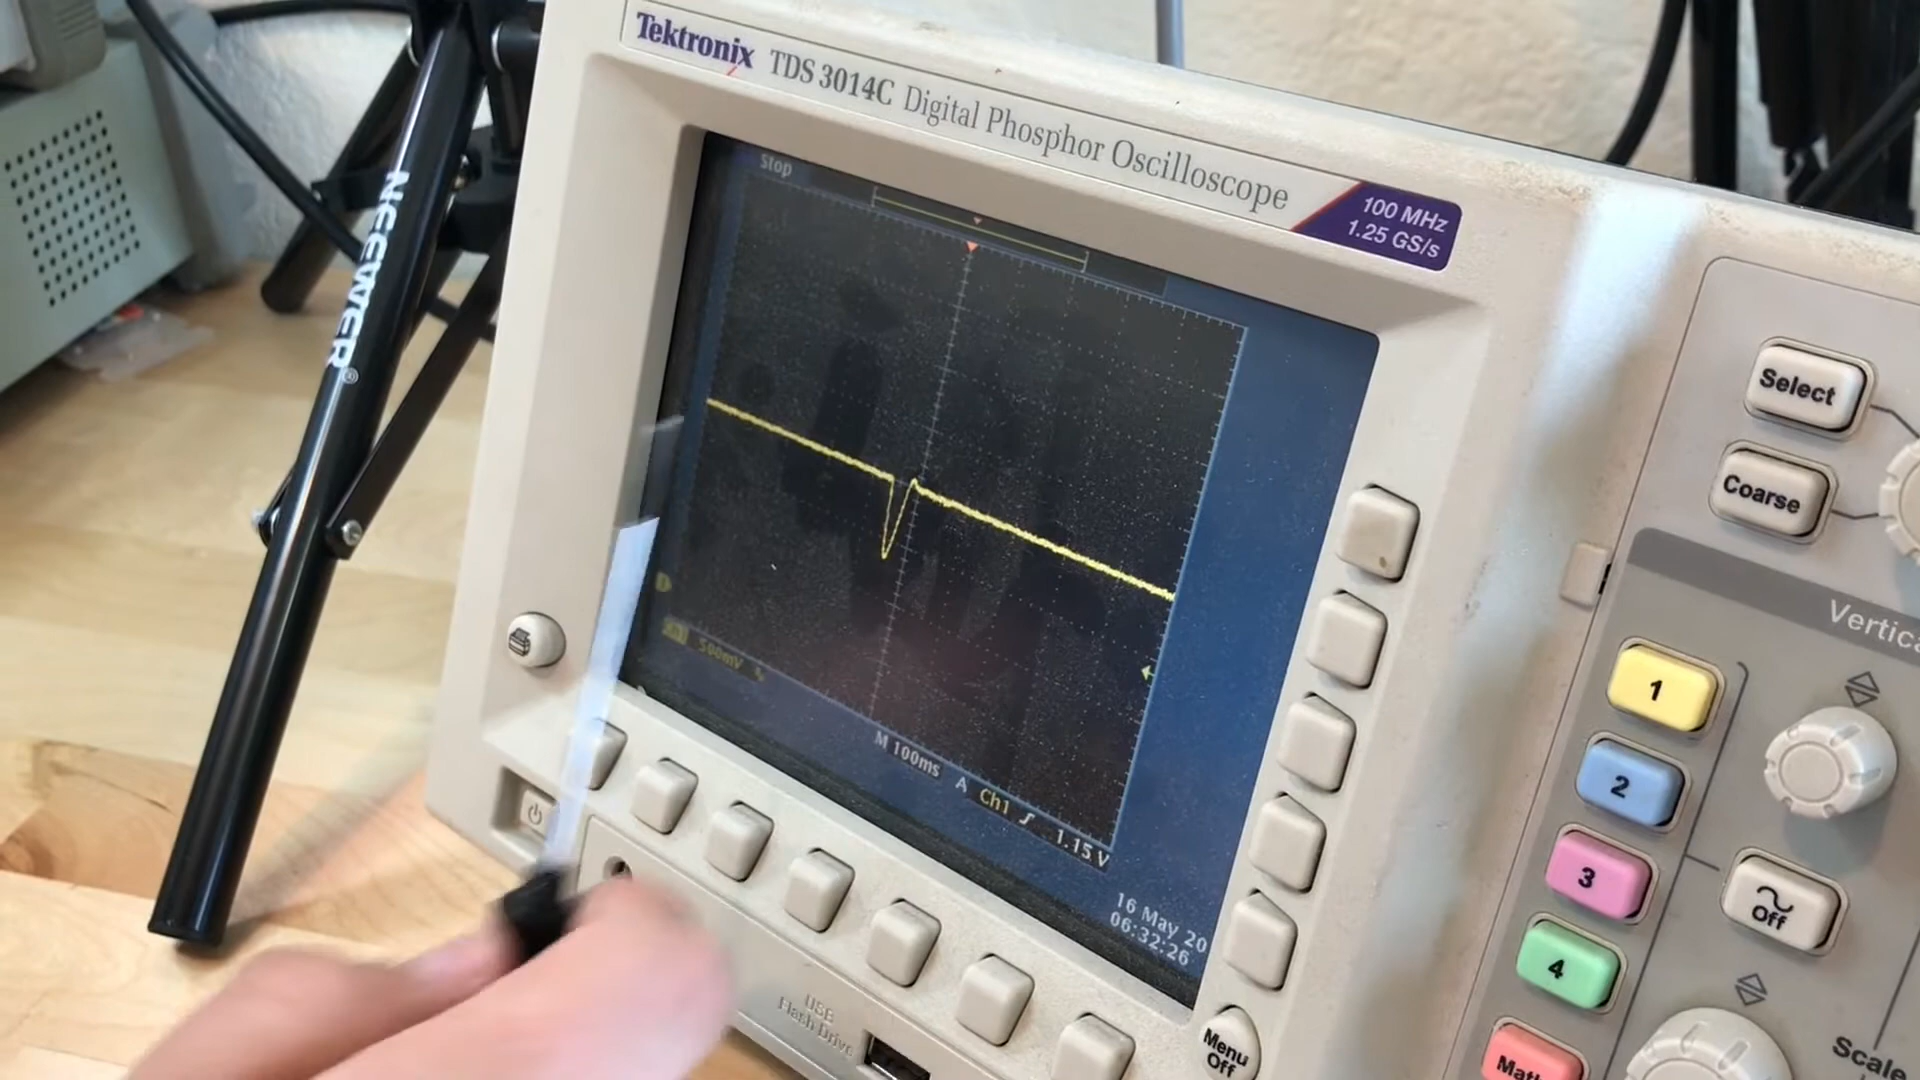 Tektronix TDS 3014C Digital Phosphor Oscilloscope
100 MHz
1.25 GS/s
NEEWER®
Stop
500mV
M 100ms A Ch1 1.15 V
16 May 20
06:32:26
Select
Coarse
1
2
3
4
Off
USB
Flash Drive
Menu
Off
Scale